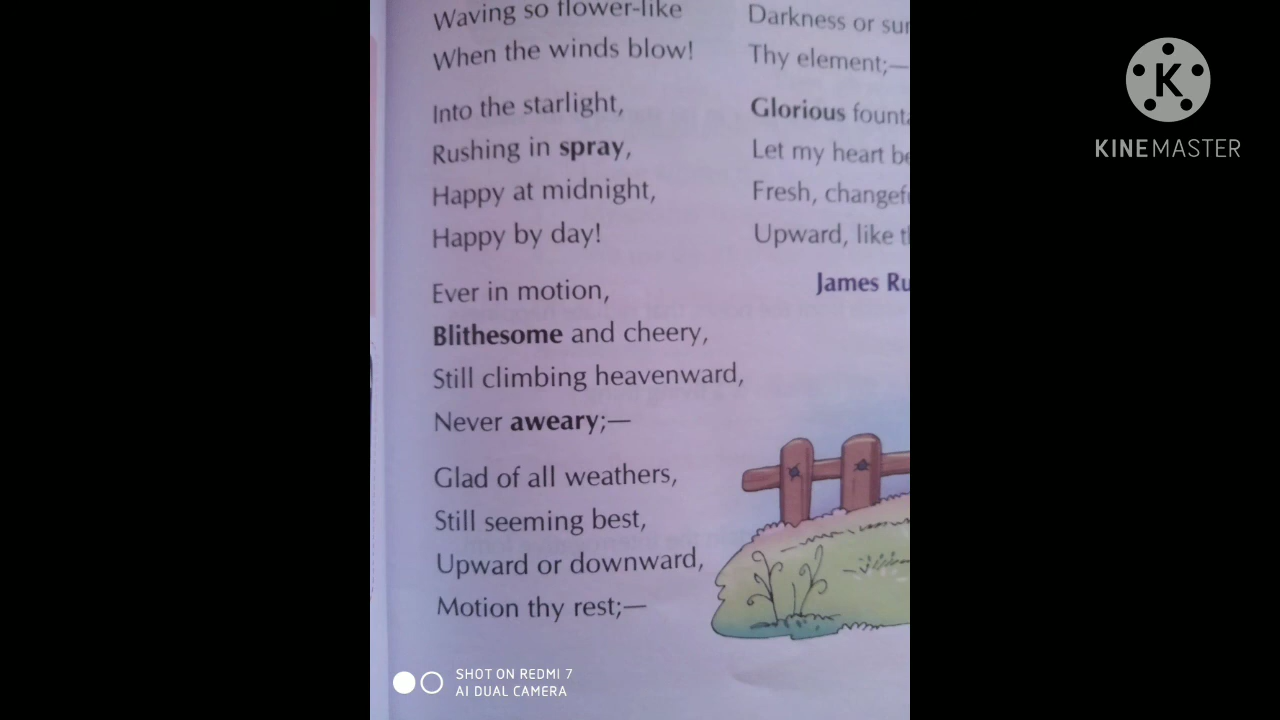 Waving so flower-like
When the winds blow!
Into the starlight,
Rushing in spray,
Happy at midnight,
Happy by day!
Ever in motion,
Blithesome and cheery,
Still climbing heavenward,
Never aweary;—
Glad of all weathers,
Still seeming best,
Upward or downward,
Motion thy rest;—
Darkness or
Thy element;—
Glorious
Let my heart
Fresh,
Upward, like
James
KINEMASTER
SHOT ON REDMI 7
AI DUAL CAMERA